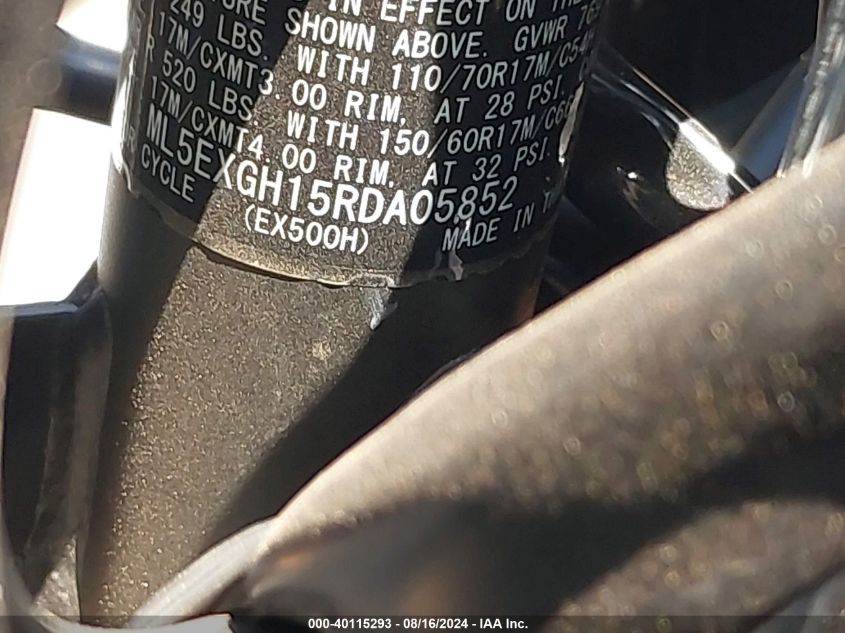 IN EFFECT ON THE
SHOWN ABOVE. GVWR
249 LBS. WITH 110/70R17M/C54
17M/CXMT3.00 RIM, AT 28 PSI.
R 520 LBS. WITH 150/60R17M/C66
17M/CXMT4.00 RIM, AT 32 PSI.
ML5EXGH15RDA05852
CYCLE (EX500H) MADE IN
000-40115293 - 08/16/2024 - IAA Inc.